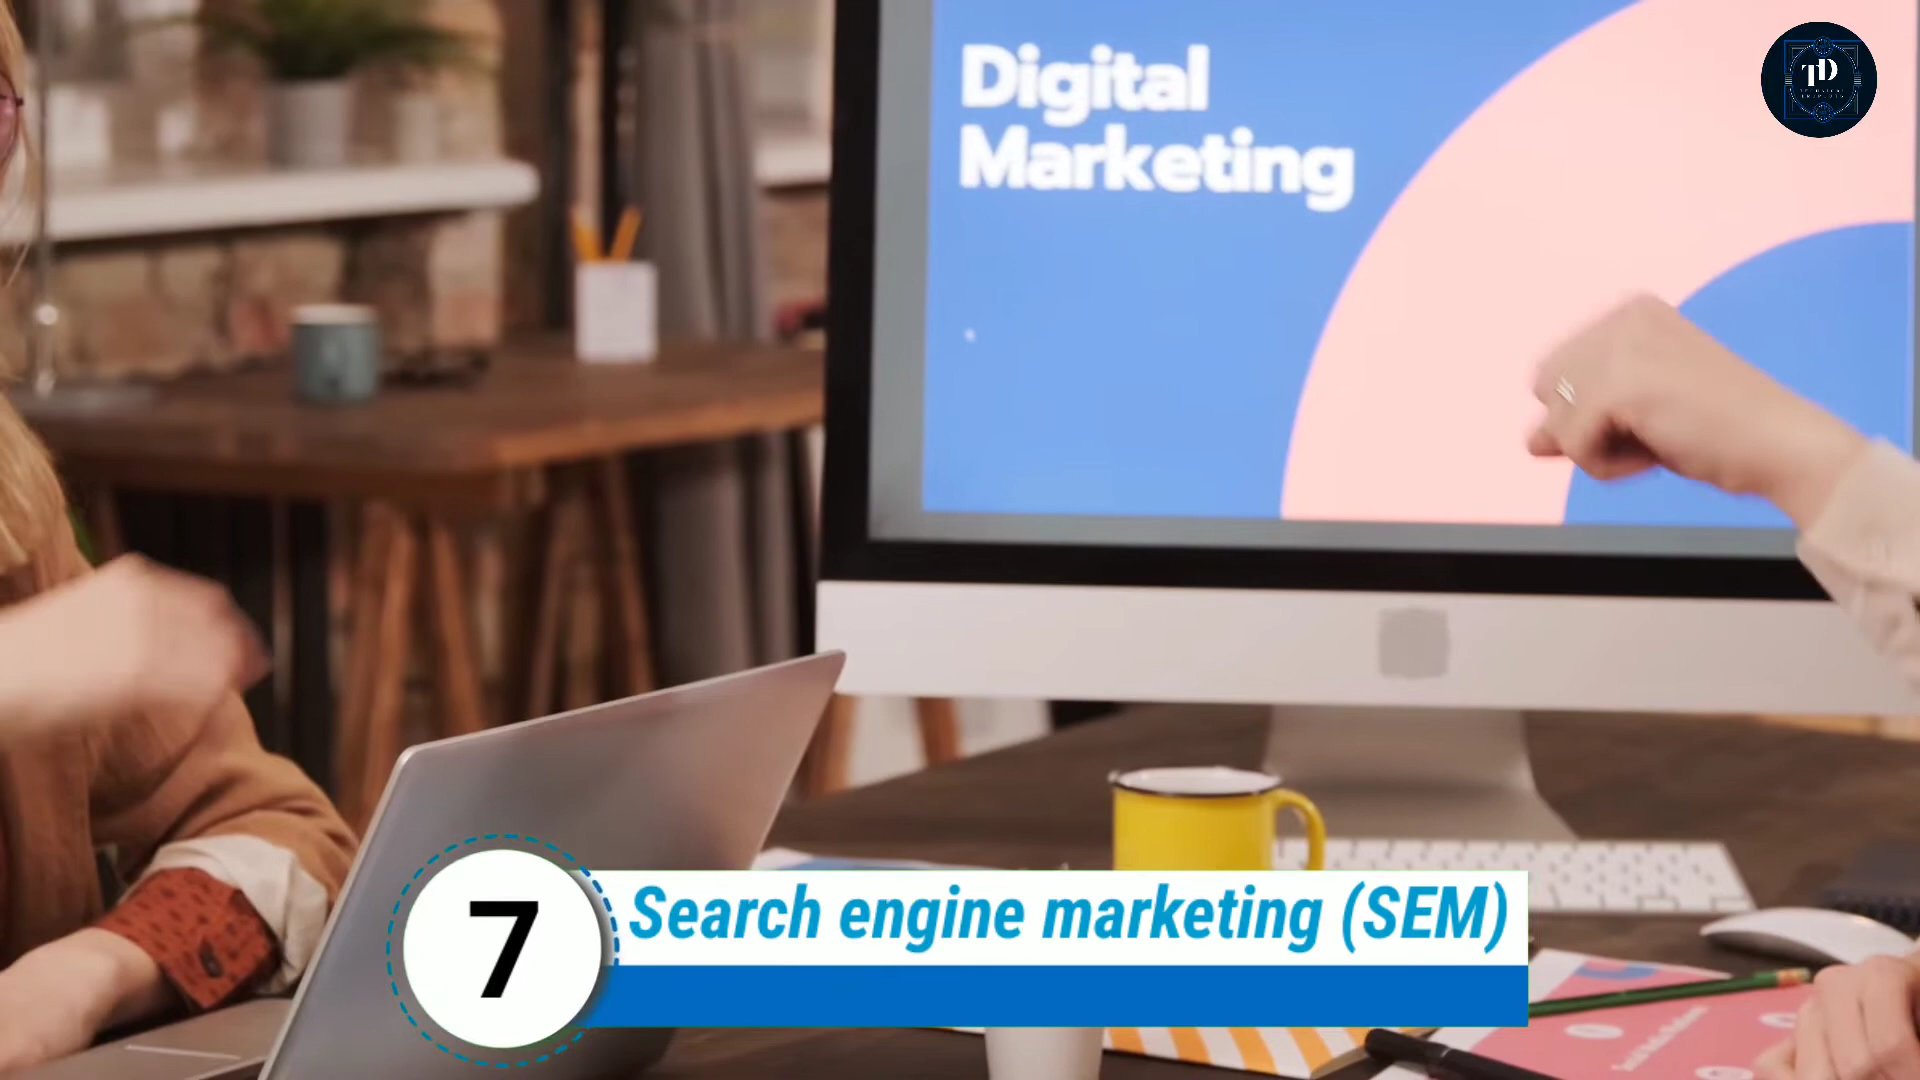 Digital
Marketing
TD
7
Search engine marketing (SEM)